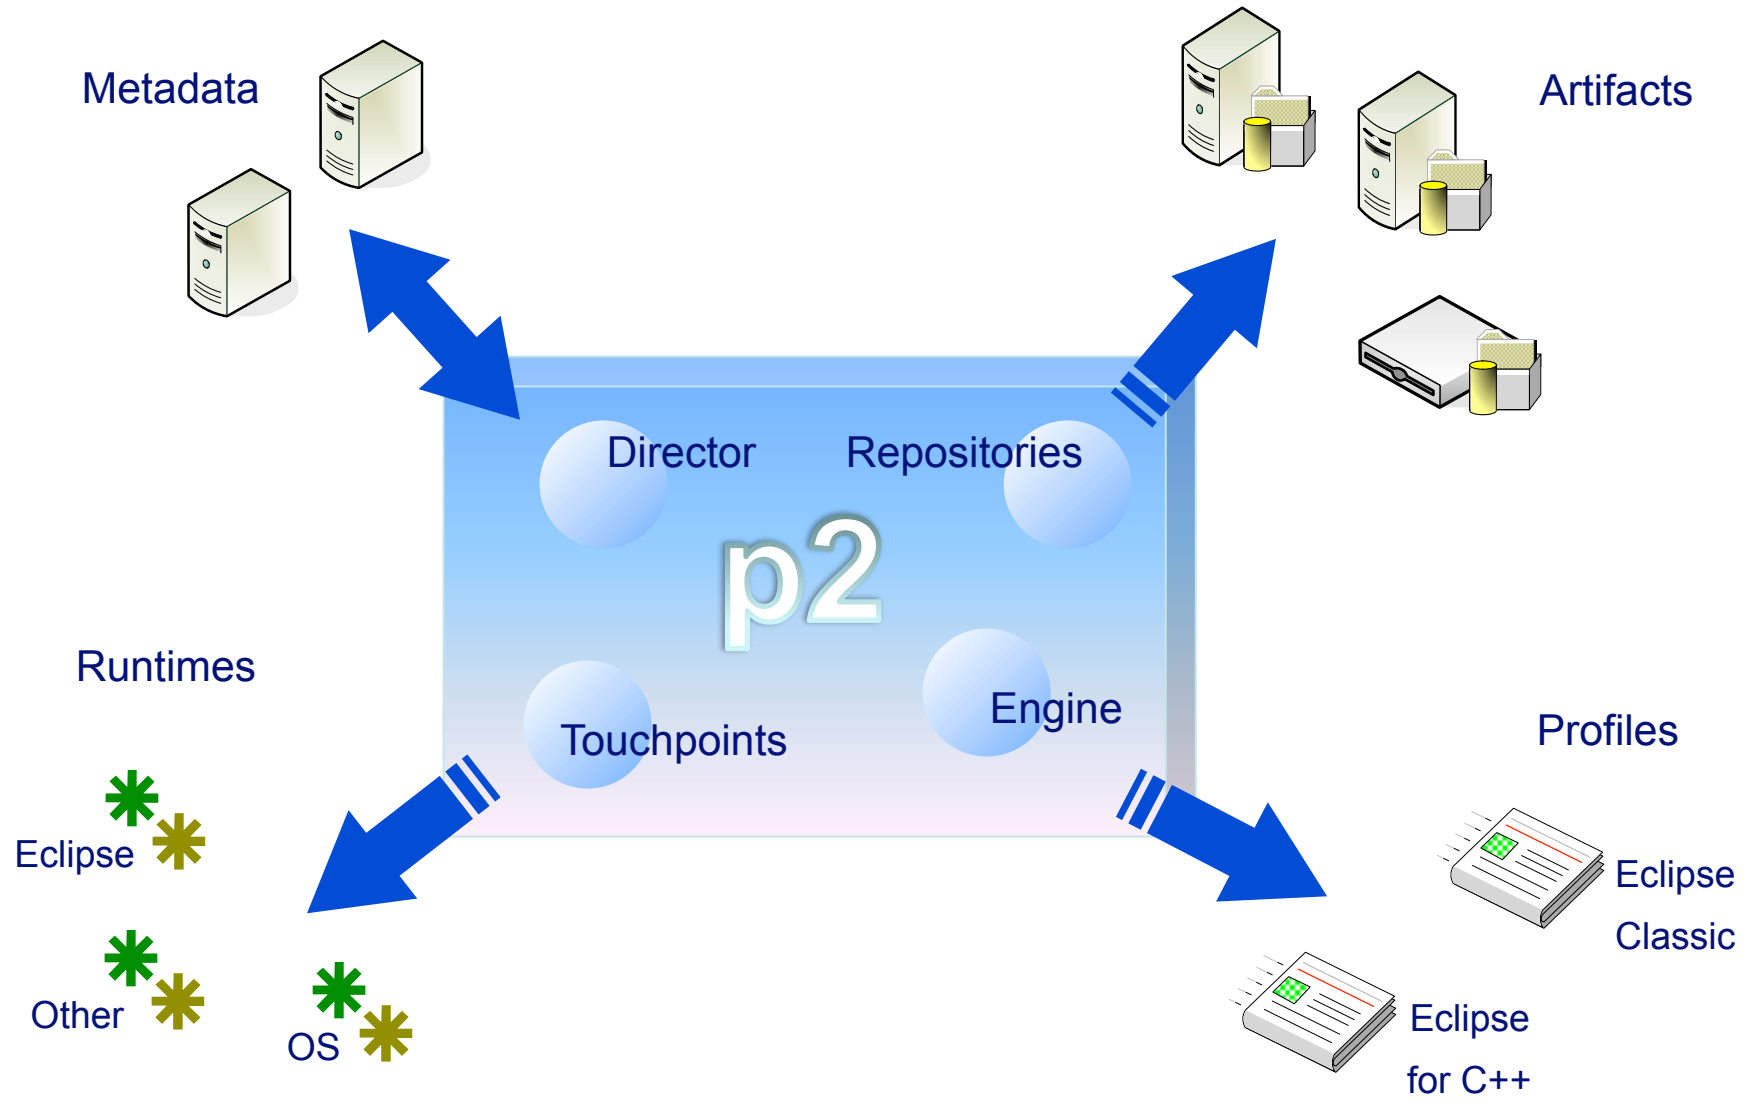 Metadata
Artifacts
Director
Repositories
p2
Runtimes
Touchpoints
Engine
Profiles
Eclipse
Eclipse
Classic
Other
OS
Eclipse
for C++